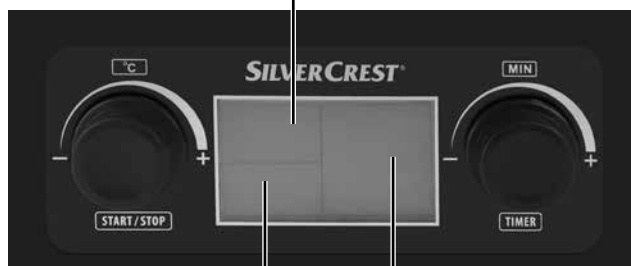 °C
SILVERCREST®
MIN
− +
− +
START/STOP
TIMER